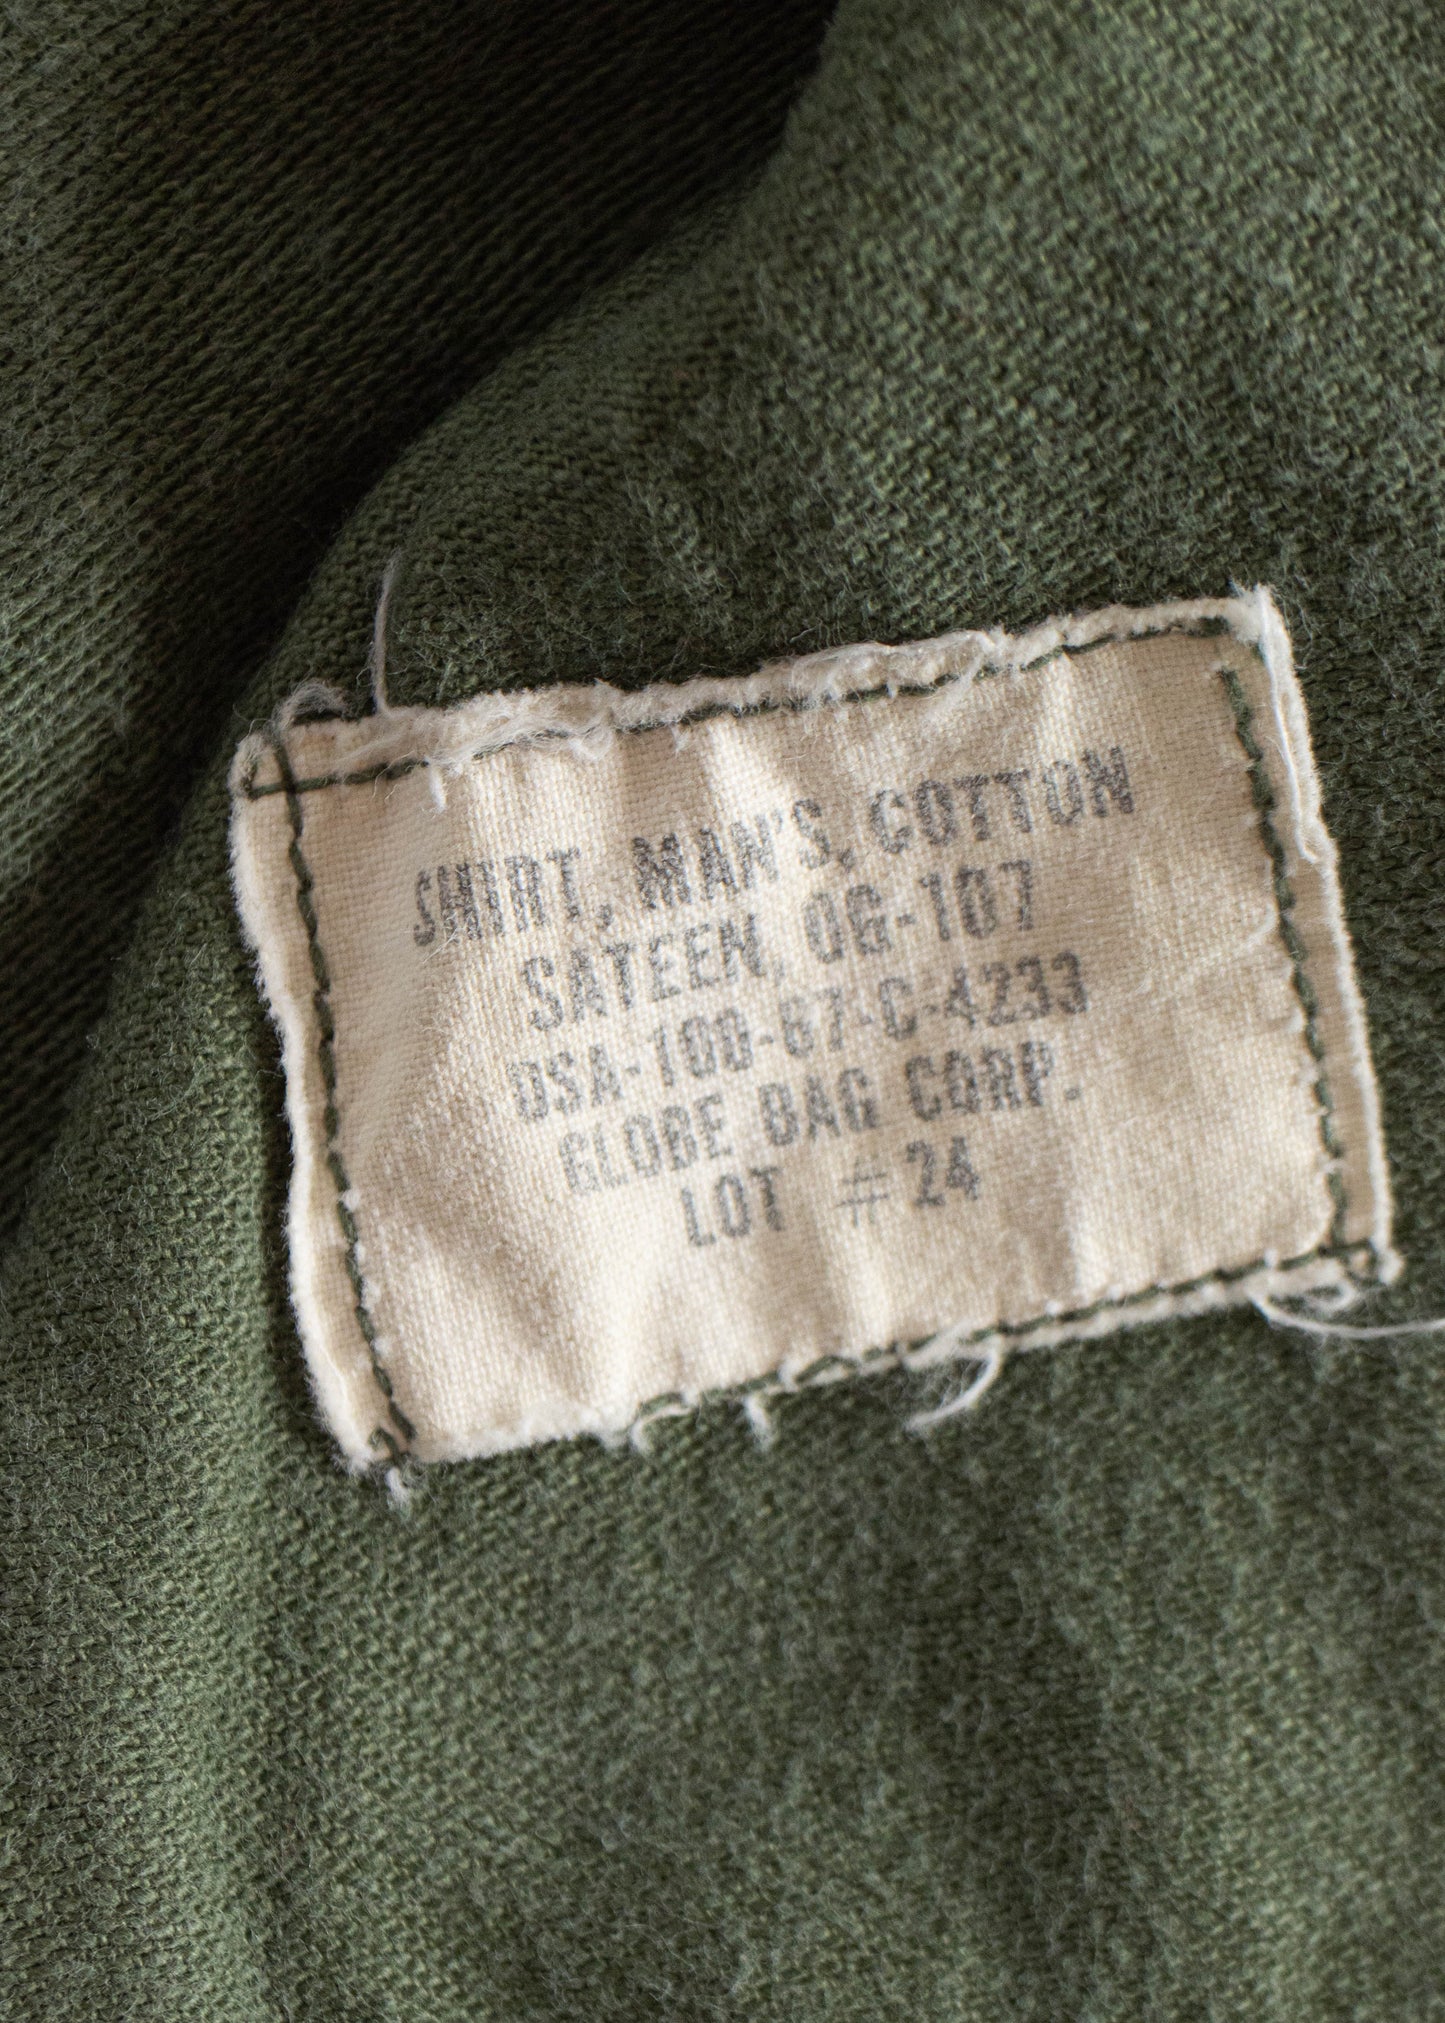 SHIRT, MAN'S, COTTON
SATEEN, OG-107
DSA-100-67-C-4233
GLOBE BAG CORP.
LOT # 24